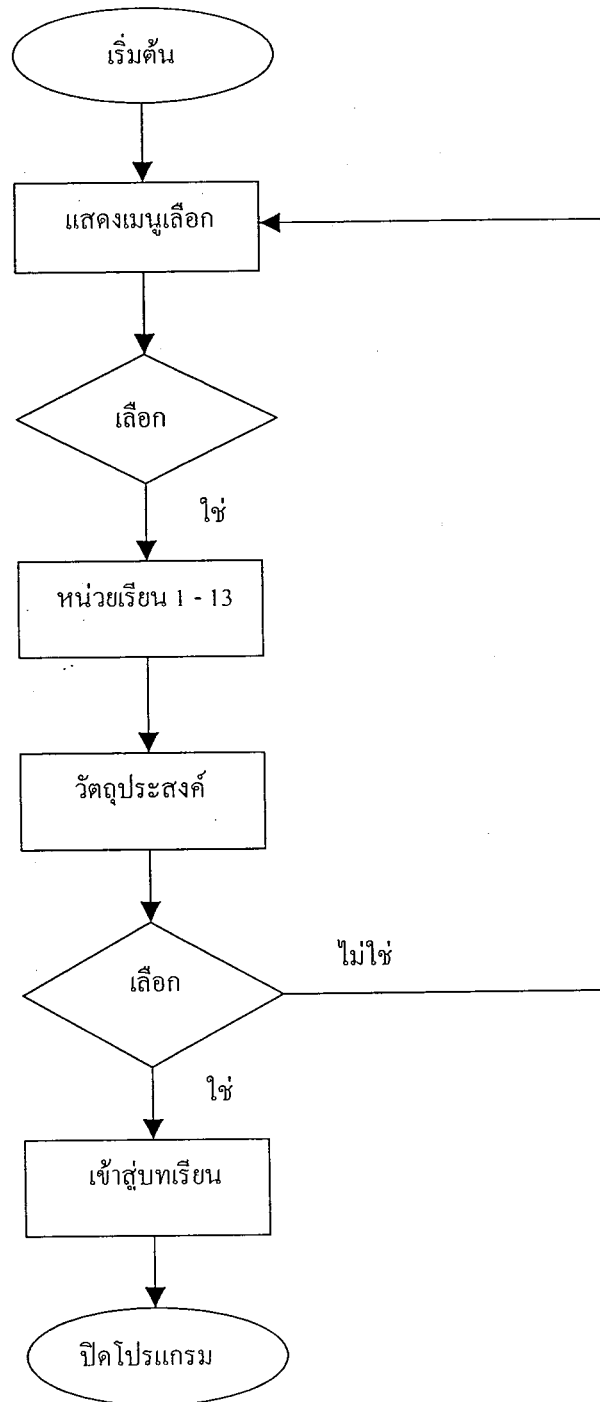 เริ่มต้น
แสดงเมนูเลือก
เลือก
ใช่
หน่วยเรียน 1 - 13
วัตถุประสงค์
เลือก
ไม่ใช่
ใช่
เข้าสู่บทเรียน
ปิดโปรแกรม